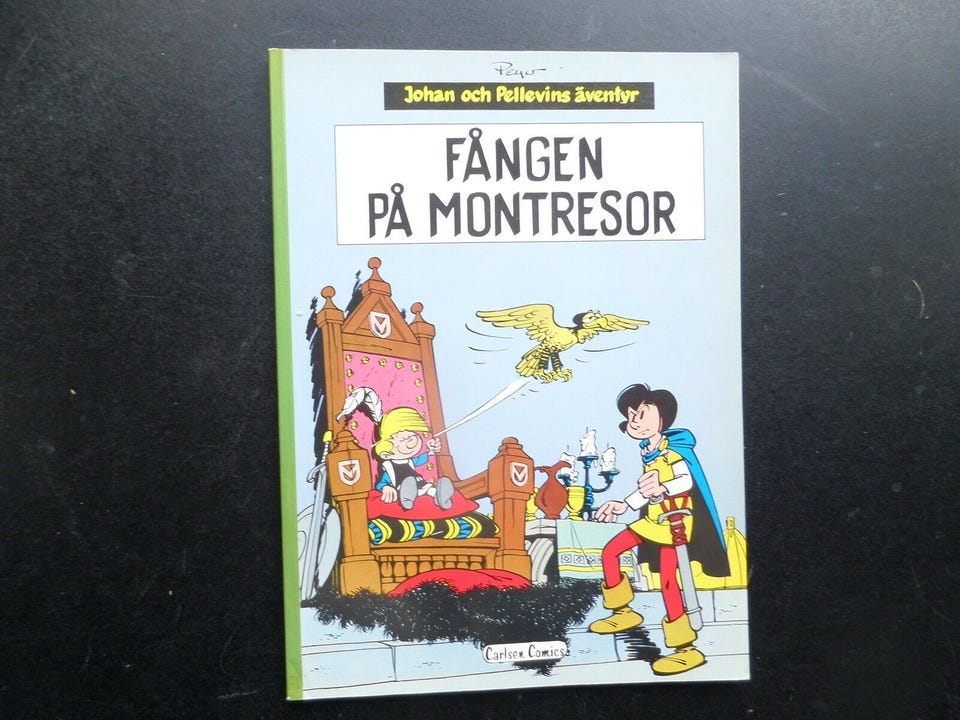 Peyo
Johan och Pellevins äventyr
FÅNGEN
PÅ MONTRESOR
Carlsen Comics